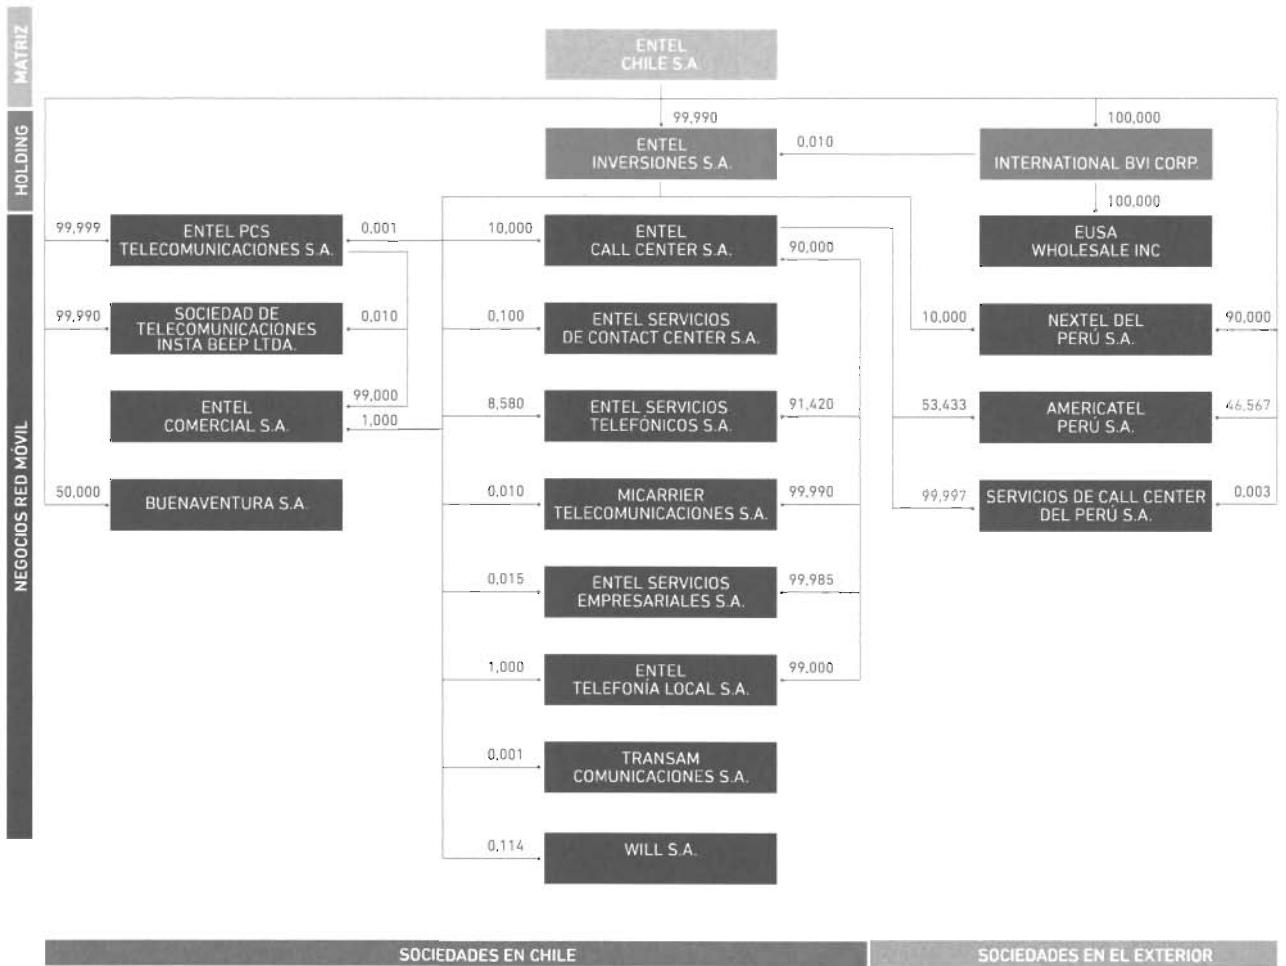 MATRIZ
HOLDING
NEGOCIOS RED MÓVIL
ENTEL
CHILE S.A.
99,990
100,000
ENTEL
INVERSIONES S.A.
0,010
INTERNATIONAL BVI CORP.
100,000
99,999
ENTEL PCS
TELECOMUNICACIONES S.A.
0,001
10,000
ENTEL
CALL CENTER S.A.
90,000
EUSA
WHOLESALE INC
99,990
SOCIEDAD DE
TELECOMUNICACIONES
INSTA BEEP LTDA.
0,010
0,100
ENTEL SERVICIOS
DE CONTACT CENTER S.A.
10,000
NEXTEL DEL
PERÚ S.A.
90,000
ENTEL
COMERCIAL S.A.
99,000
1,000
8,580
ENTEL SERVICIOS
TELEFÓNICOS S.A.
91,420
53,433
AMERICATEL
PERÚ S.A.
46,567
50,000
BUENAVENTURA S.A.
0,010
MICARRIER
TELECOMUNICACIONES S.A.
99,990
99,997
SERVICIOS DE CALL CENTER
DEL PERÚ S.A.
0,003
0,015
ENTEL SERVICIOS
EMPRESARIALES S.A.
99,985
1,000
ENTEL
TELEFONÍA LOCAL S.A.
99,000
0,001
TRANSAM
COMUNICACIONES S.A.
0,114
WILL S.A.
SOCIEDADES EN CHILE
SOCIEDADES EN EL EXTERIOR